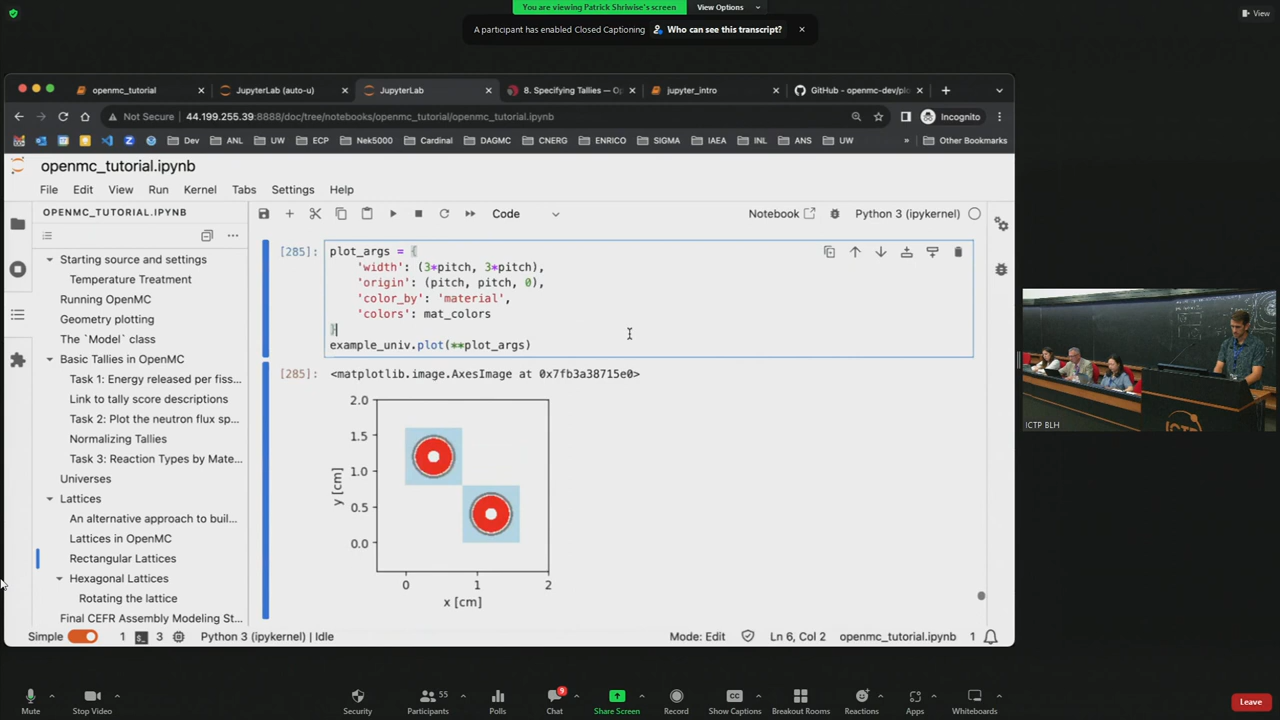 You are viewing Patrick Shriwise's screen
View Options
View
A participant has enabled Closed Captioning
Who can see this transcript?
openmc_tutorial
JupyterLab (auto-u)
JupyterLab
8. Specifying Tallies — O
jupyter_intro
GitHub - openmc-dev/plo
Not Secure
44.199.255.39:8888/doc/tree/notebooks/openmc_tutorial/openmc_tutorial.ipynb
Incognito
Dev
ANL
UW
ECP
Nek5000
Cardinal
DAGMC
CNERG
ENRICO
SIGMA
IAEA
INL
ANS
UW
»
Other Bookmarks
openmc_tutorial.ipynb
File
Edit
View
Run
Kernel
Tabs
Settings
Help
OPENMC_TUTORIAL.IPYNB
Code
Notebook
Python 3 (ipykernel)
Starting source and settings
Temperature Treatment
Running OpenMC
Geometry plotting
The `Model` class
Basic Tallies in OpenMC
Task 1: Energy released per fiss...
Link to tally score descriptions
Task 2: Plot the neutron flux sp...
Normalizing Tallies
Task 3: Reaction Types by Mate...
Universes
Lattices
An alternative approach to buil...
Lattices in OpenMC
Rectangular Lattices
Hexagonal Lattices
Rotating the lattice
Final CEFR Assembly Modeling St...
[285]:
plot_args = {
'width': (3*pitch, 3*pitch),
'origin': (pitch, pitch, 0),
'color_by': 'material',
'colors': mat_colors
}
example_univ.plot(**plot_args)
[285]:
<matplotlib.image.AxesImage at 0x7fb3a38715e0>
2.0
1.5
1.0
0.5
0.0
y [cm]
0
1
2
x [cm]
ICTP BLH
Simple
1
3
Python 3 (ipykernel) | Idle
Mode: Edit
Ln 6, Col 2
openmc_tutorial.ipynb
1
Mute
Stop Video
Security
55
Participants
Polls
9
Chat
Share Screen
Record
Show Captions
Breakout Rooms
Reactions
Apps
Whiteboards
Leave